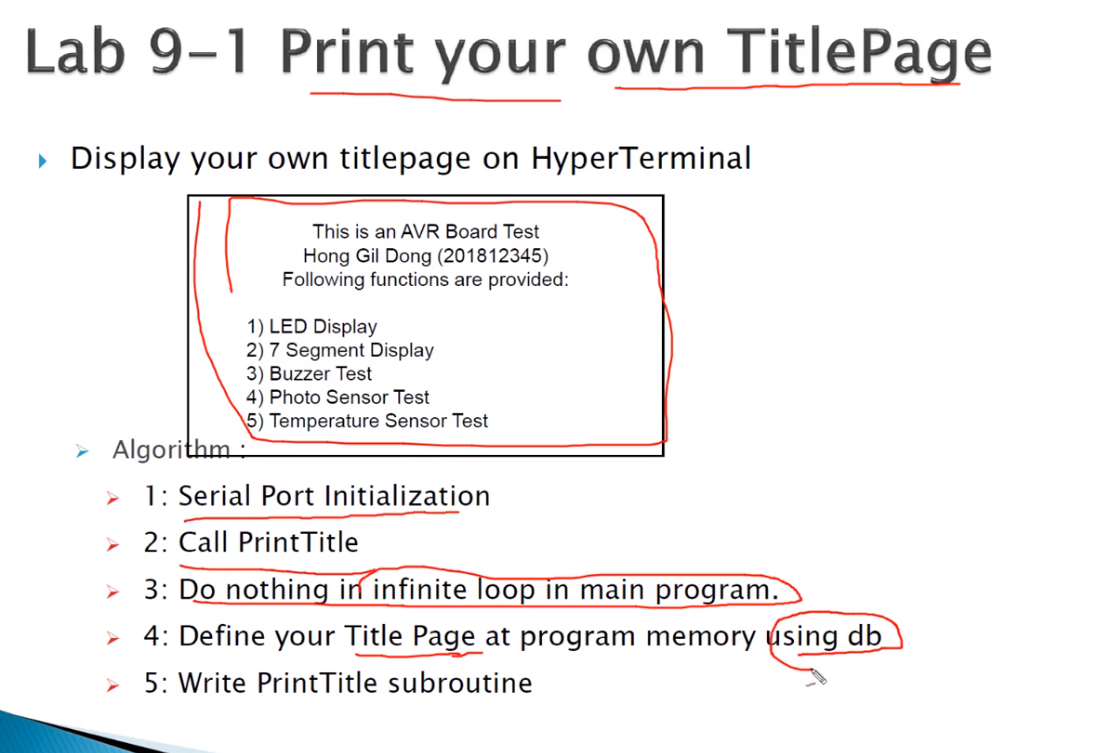 Lab 9-1 Print your own TitlePage
Display your own titlepage on HyperTerminal
This is an AVR Board Test
Hong Gil Dong (201812345)
Following functions are provided:
1) LED Display
2) 7 Segment Display
3) Buzzer Test
4) Photo Sensor Test
5) Temperature Sensor Test
Algorithm :
1: Serial Port Initialization
2: Call PrintTitle
3: Do nothing in infinite loop in main program.
4: Define your Title Page at program memory using db
5: Write PrintTitle subroutine